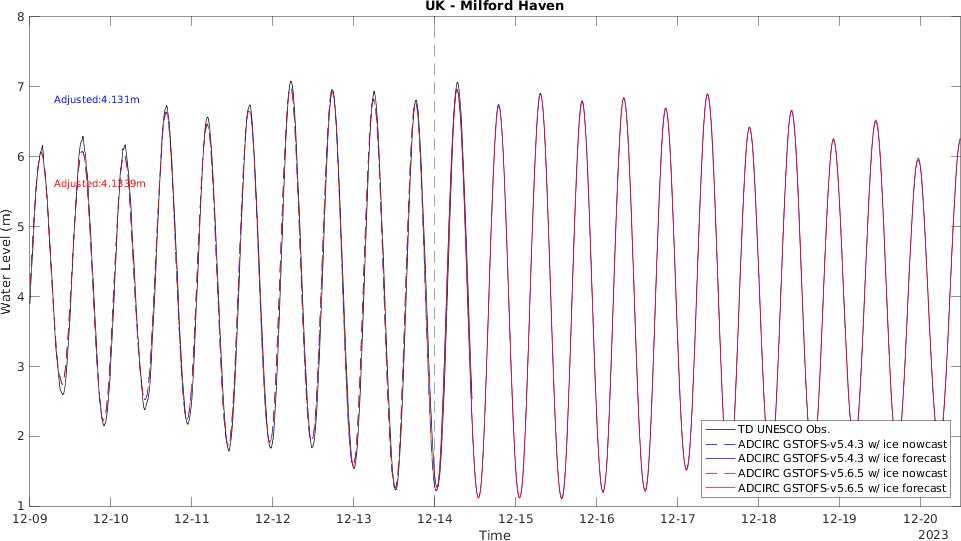 UK - Milford Haven
8
7
6
5
4
3
2
1
Water Level (m)
Adjusted:4.131m
Adjusted:4.1339m
TD UNESCO Obs.
ADCIRC GSTOFS-v5.4.3 w/ ice nowcast
ADCIRC GSTOFS-v5.4.3 w/ ice forecast
ADCIRC GSTOFS-v5.6.5 w/ ice nowcast
ADCIRC GSTOFS-v5.6.5 w/ ice forecast
12-09 12-10 12-11 12-12 12-13 12-14 12-15 12-16 12-17 12-18 12-19 12-20
Time
2023